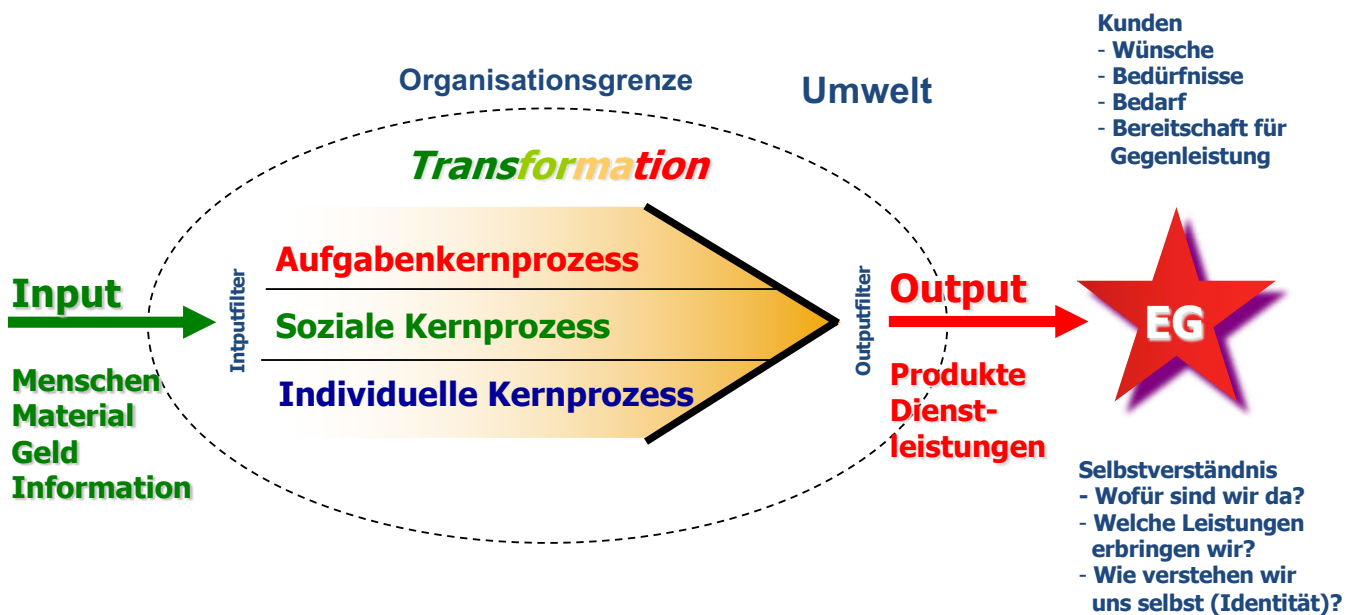 Kunden
- Wünsche
- Bedürfnisse
- Bedarf
- Bereitschaft für
Gegenleistung
Organisationsgrenze
Umwelt
Transformation
Input
Menschen
Material
Geld
Information
Intputfilter
Aufgabenkernprozess
Soziale Kernprozess
Individuelle Kernprozess
Outputfilter
Output
Produkte
Dienst-
leistungen
EG
Selbstverständnis
- Wofür sind wir da?
- Welche Leistungen
erbringen wir?
- Wie verstehen wir
uns selbst (Identität)?